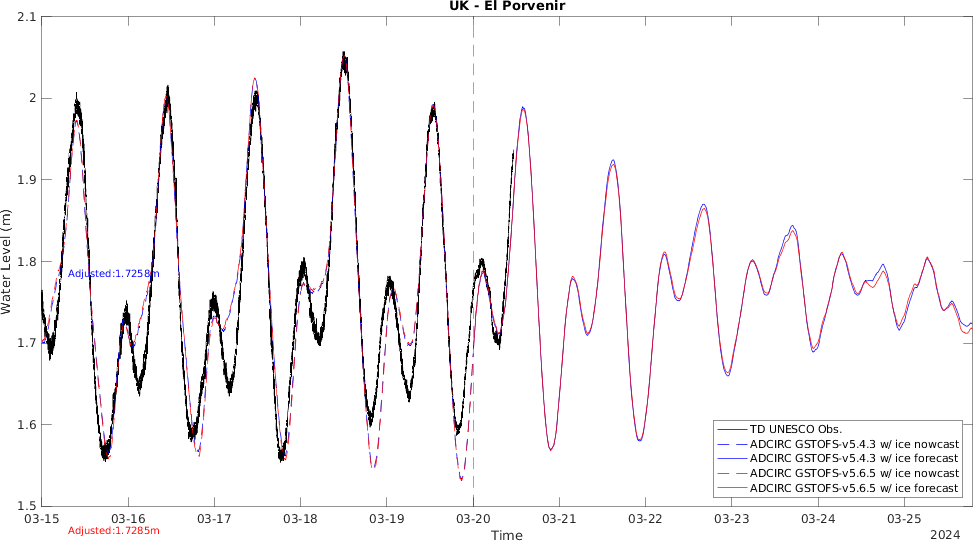 UK - El Porvenir
2.1
2
1.9
1.8
1.7
1.6
1.5
Water Level (m)
Adjusted:1.7258m
TD UNESCO Obs.
ADCIRC GSTOFS-v5.4.3 w/ ice nowcast
ADCIRC GSTOFS-v5.4.3 w/ ice forecast
ADCIRC GSTOFS-v5.6.5 w/ ice nowcast
ADCIRC GSTOFS-v5.6.5 w/ ice forecast
03-15 03-16 03-17 03-18 03-19 03-20 03-21 03-22 03-23 03-24 03-25
Adjusted:1.7285m
Time
2024